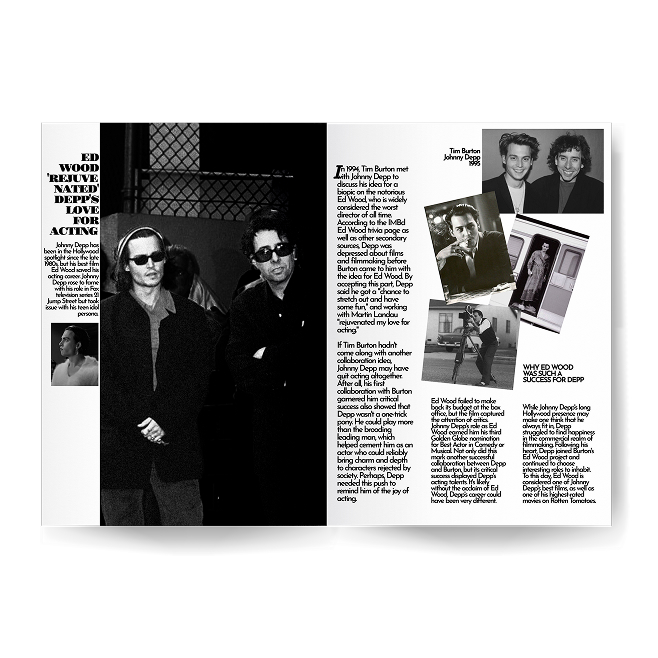 ED
WOOD
'REJUVE
NATED'
DEPP'S
LOVE
FOR
ACTING
Johnny Depp has
been in the Hollywood
spotlight since the late
1980s, but his best film
Ed Wood saved his
acting career. Johnny
Depp rose to fame
with his role in Fox
television series 21
Jump Street but took
issue with his teen idol
persona.
In 1994, Tim Burton met
with Johnny Depp to
discuss his idea for a
biopic on the notorious
Ed Wood, who is widely
considered the worst
director of all time.
According to the IMBd
Ed Wood trivia page as
well as other secondary
sources, Depp was
depressed about films
and filmmaking before
Burton came to him with
the idea for Ed Wood. By
accepting this part, Depp
said he got a "chance to
stretch out and have
some fun," and working
with Martin Landau
"rejuvenated my love for
acting."
If Tim Burton hadn't
come along with another
collaboration idea,
Johnny Depp may have
quit acting altogether.
After all, his first
collaboration with Burton
garnered him critical
success also showed that
Depp wasn't a one-trick
pony. He could play more
than the brooding
leading man, which
helped cement him as an
actor who could reliably
bring charm and depth
to characters rejected by
society. Perhaps, Depp
needed this push to
remind him of the joy of
acting.
Tim Burton
Johnny Depp
1995
Ed Wood failed to make
back its budget at the box
office, but the film captured
the attention of critics.
Johnny Depp's role as Ed
Wood earned him his third
Golden Globe nomination
for Best Actor in Comedy or
Musical. Not only did this
mark another successful
collaboration between Depp
and Burton, but its critical
success displayed Depp's
acting talents. It's likely
without the acclaim of Ed
Wood, Depp's career could
have been very different.
WHY ED WOOD
WAS SUCH A
SUCCESS FOR DEPP
While Johnny Depp's long
Hollywood presence may
make one think that he
always fit in, Depp
struggled to find happiness
in the commercial realm of
filmmaking. Following his
heart, Depp joined Burton's
Ed Wood project and
continued to choose
interesting roles to inhabit.
To this day, Ed Wood is
considered one of Johnny
Depp's best films, as well as
one of his highest-rated
movies on Rotten Tomatoes.